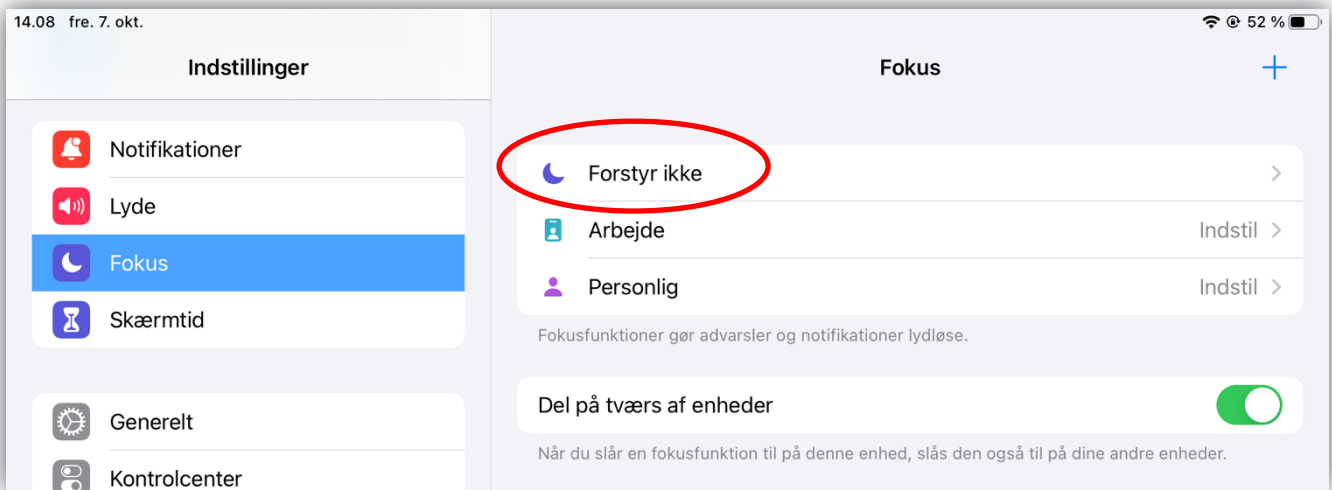 14.08 fre. 7. okt.
52 %
Indstillinger
Notifikationer
Lyde
Fokus
Skærmtid
Generelt
Kontrolcenter
Fokus
Forstyr ikke
Arbejde Indstil
Personlig Indstil
Fokusfunktioner gør advarsler og notifikationer lydløse.
Del på tværs af enheder
Når du slår en fokusfunktion til på denne enhed, slås den også til på dine andre enheder.